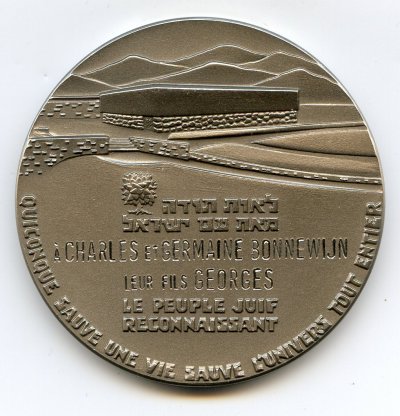 לאות תודה
מאת עם ישראל
À CHARLES ET GERMAINE BONNEWIJN
LEUR FILS GEORGES
LE PEUPLE JUIF
RECONNAISSANT
QUICONQUE SAUVE UNE VIE SAUVE L'UNIVERS TOUT ENTIER